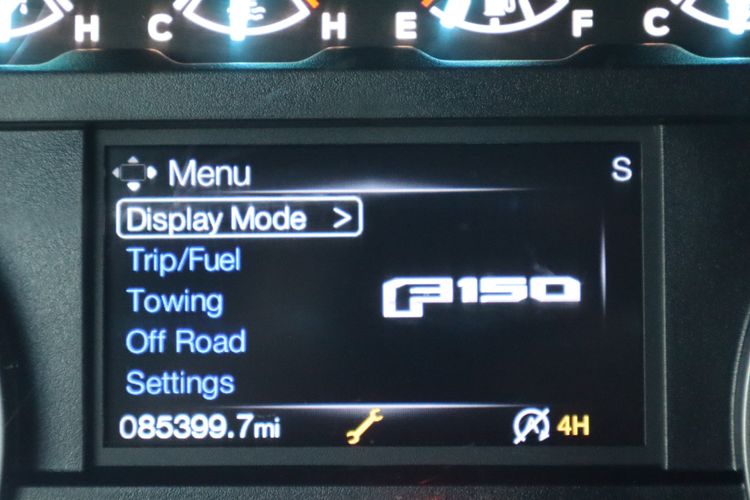 H C H E F C
Menu S
Display Mode >
Trip/Fuel
Towing
F150
Off Road
Settings
085399.7mi A 4H